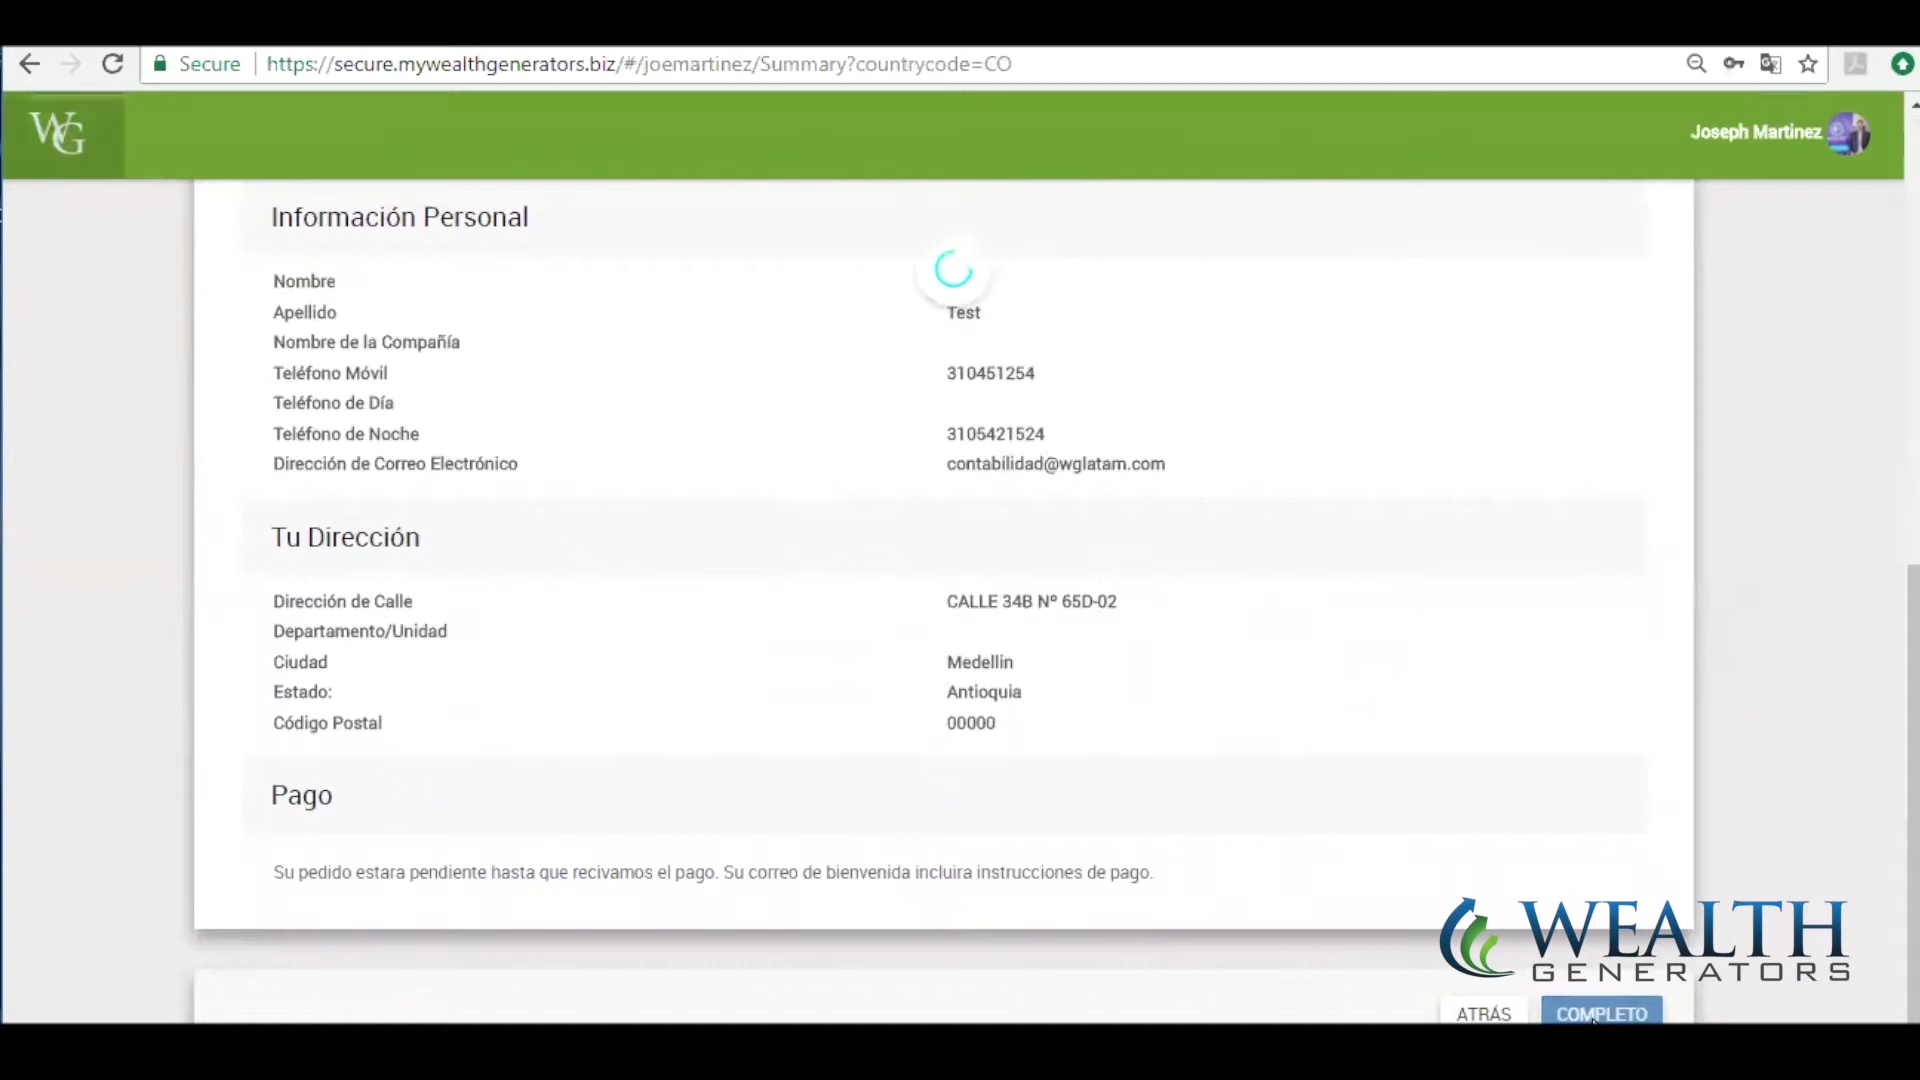 Secure https://secure.mywealthgenerators.biz/#/joemartinez/Summary?countrycode=CO
WG
Joseph Martinez
Información Personal
Nombre
Apellido Test
Nombre de la Compañía
Teléfono Móvil 310451254
Teléfono de Día
Teléfono de Noche 3105421524
Dirección de Correo Electrónico contabilidad@wglatam.com
Tu Dirección
Dirección de Calle CALLE 34B Nº 65D-02
Departamento/Unidad
Ciudad Medellin
Estado: Antioquia
Código Postal 00000
Pago
Su pedido estara pendiente hasta que recivamos el pago. Su correo de bienvenida incluira instrucciones de pago.
WEALTH
GENERATORS
ATRÁS COMPLETO